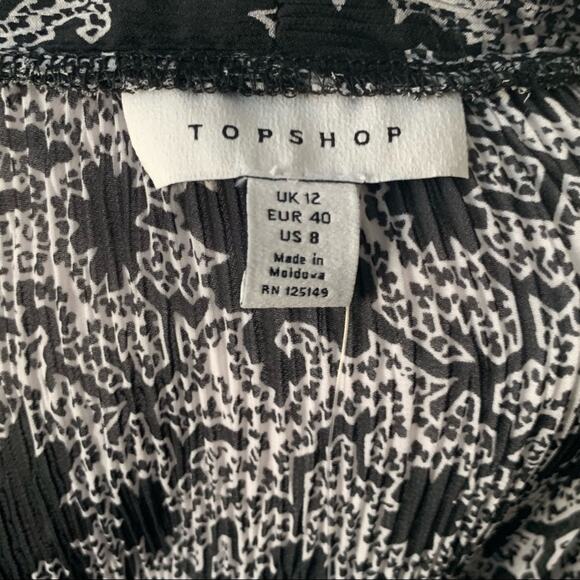 TOPSHOP
UK 12
EUR 40
US 8
Made in
Moldova
RN 125149